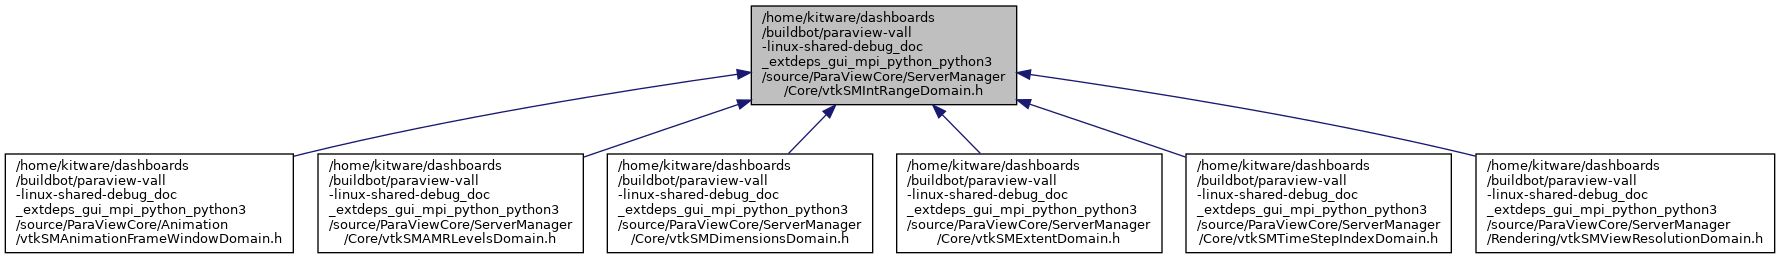 /home/kitware/dashboards
/buildbot/paraview-vall
-linux-shared-debug_doc
_extdeps_gui_mpi_python_python3
/source/ParaViewCore/ServerManager
/Core/vtkSMIntRangeDomain.h
/home/kitware/dashboards
/buildbot/paraview-vall
-linux-shared-debug_doc
_extdeps_gui_mpi_python_python3
/source/ParaViewCore/Animation
/vtkSMAnimationFrameWindowDomain.h
/home/kitware/dashboards
/buildbot/paraview-vall
-linux-shared-debug_doc
_extdeps_gui_mpi_python_python3
/source/ParaViewCore/ServerManager
/Core/vtkSMAMRLevelsDomain.h
/home/kitware/dashboards
/buildbot/paraview-vall
-linux-shared-debug_doc
_extdeps_gui_mpi_python_python3
/source/ParaViewCore/ServerManager
/Core/vtkSMDimensionsDomain.h
/home/kitware/dashboards
/buildbot/paraview-vall
-linux-shared-debug_doc
_extdeps_gui_mpi_python_python3
/source/ParaViewCore/ServerManager
/Core/vtkSMExtentDomain.h
/home/kitware/dashboards
/buildbot/paraview-vall
-linux-shared-debug_doc
_extdeps_gui_mpi_python_python3
/source/ParaViewCore/ServerManager
/Core/vtkSMTimeStepIndexDomain.h
/home/kitware/dashboards
/buildbot/paraview-vall
-linux-shared-debug_doc
_extdeps_gui_mpi_python_python3
/source/ParaViewCore/ServerManager
/Rendering/vtkSMViewResolutionDomain.h